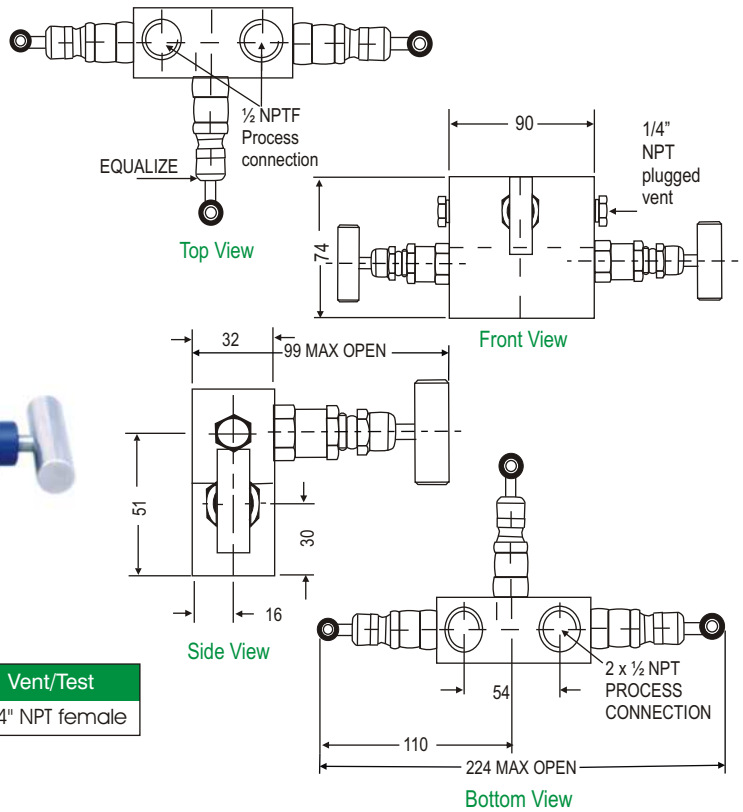 ½ NPTF
Process
connection
EQUALIZE
Top View
90
1/4"
NPT
plugged
vent
74
Front View
32
99 MAX OPEN
51
30
16
Side View
Vent/Test
4" NPT female
2 x ½ NPT
PROCESS
CONNECTION
54
110
224 MAX OPEN
Bottom View